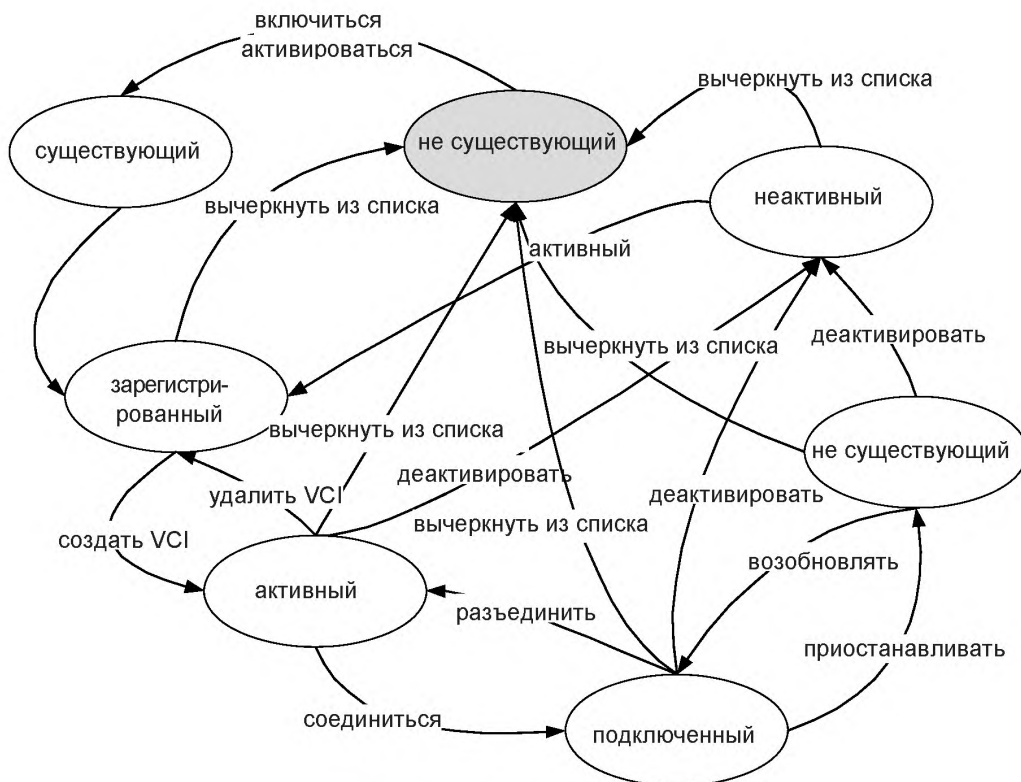 включиться
активироваться
вычеркнуть из списка
существующий
не существующий
неактивный
вычеркнуть из списка
активный
деактивировать
вычеркнуть из списка
зарегистри-
рованный
вычеркнуть из списка
не существующий
деактивировать
удалить VCI
деактивировать
вычеркнуть из списка
создать VCI
возобновлять
активный
разъединить
приостанавливать
соединиться
подключенный